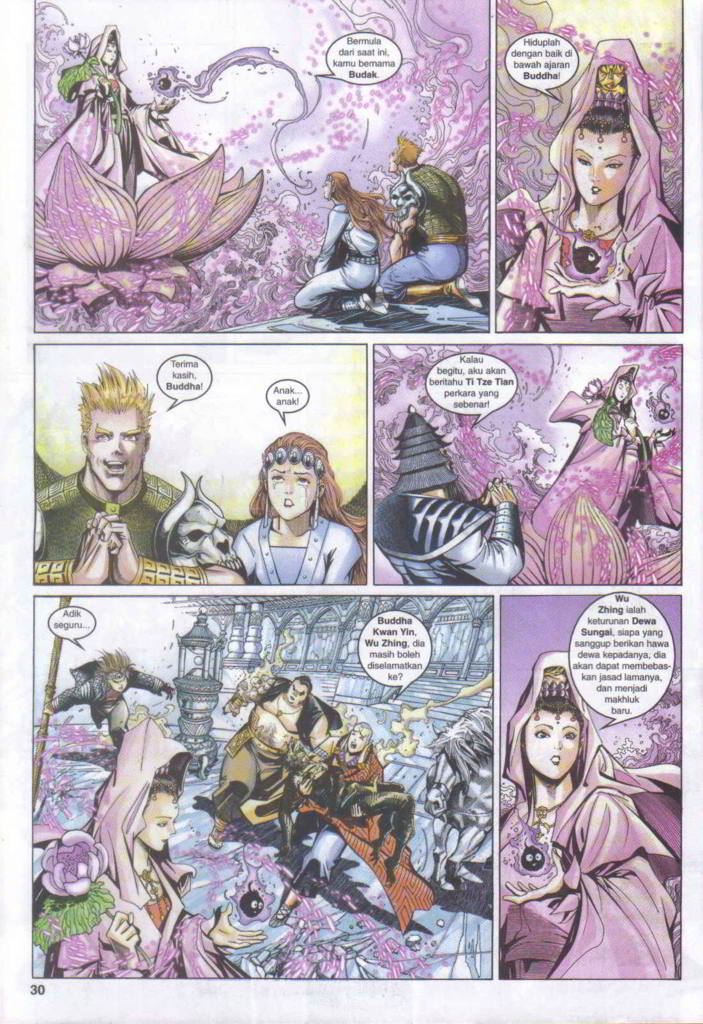 Bermula
dari saat ini,
kamu bernama
Budak.
Hiduplah
dengan baik di
bawah ajaran
Buddha!
Terima
kasih,
Buddha!
Anak...
anak!
Kalau
begitu, aku akan
beritahu Ti Tze Tian
perkara yang
sebenar!
Adik
seguru...
Buddha
Kwan Yin,
Wu Zhing, dia
masih boleh
diselamatkan
ke?
Wu
Zhing ialah
keturunan Dewa
Sungai, siapa yang
sanggup berikan hawa
dewa kepadanya, dia
akan dapat membebas-
kan jasad lamanya,
dan menjadi
makhluk
baru.
30